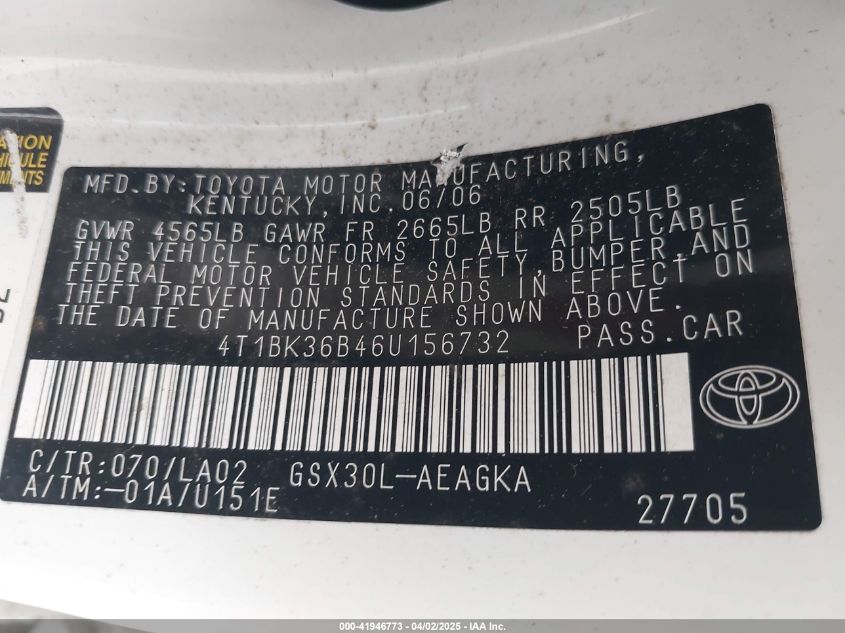 MFD. BY: TOYOTA MOTOR MANUFACTURING,
KENTUCKY, INC. 06/06
GVWR 4565LB GAWR FR 2665LB RR 2505LB
THIS VEHICLE CONFORMS TO ALL APPLICABLE
FEDERAL MOTOR VEHICLE SAFETY, BUMPER, AND
THEFT PREVENTION STANDARDS IN EFFECT ON
THE DATE OF MANUFACTURE SHOWN ABOVE.
4T1BK36B46U156732 PASS.CAR
C/TR:070/LA02 GSX30L-AEAGKA
A/TM:-01A/U151E
27705
000-41946773 - 04/02/2025 - IAA Inc.